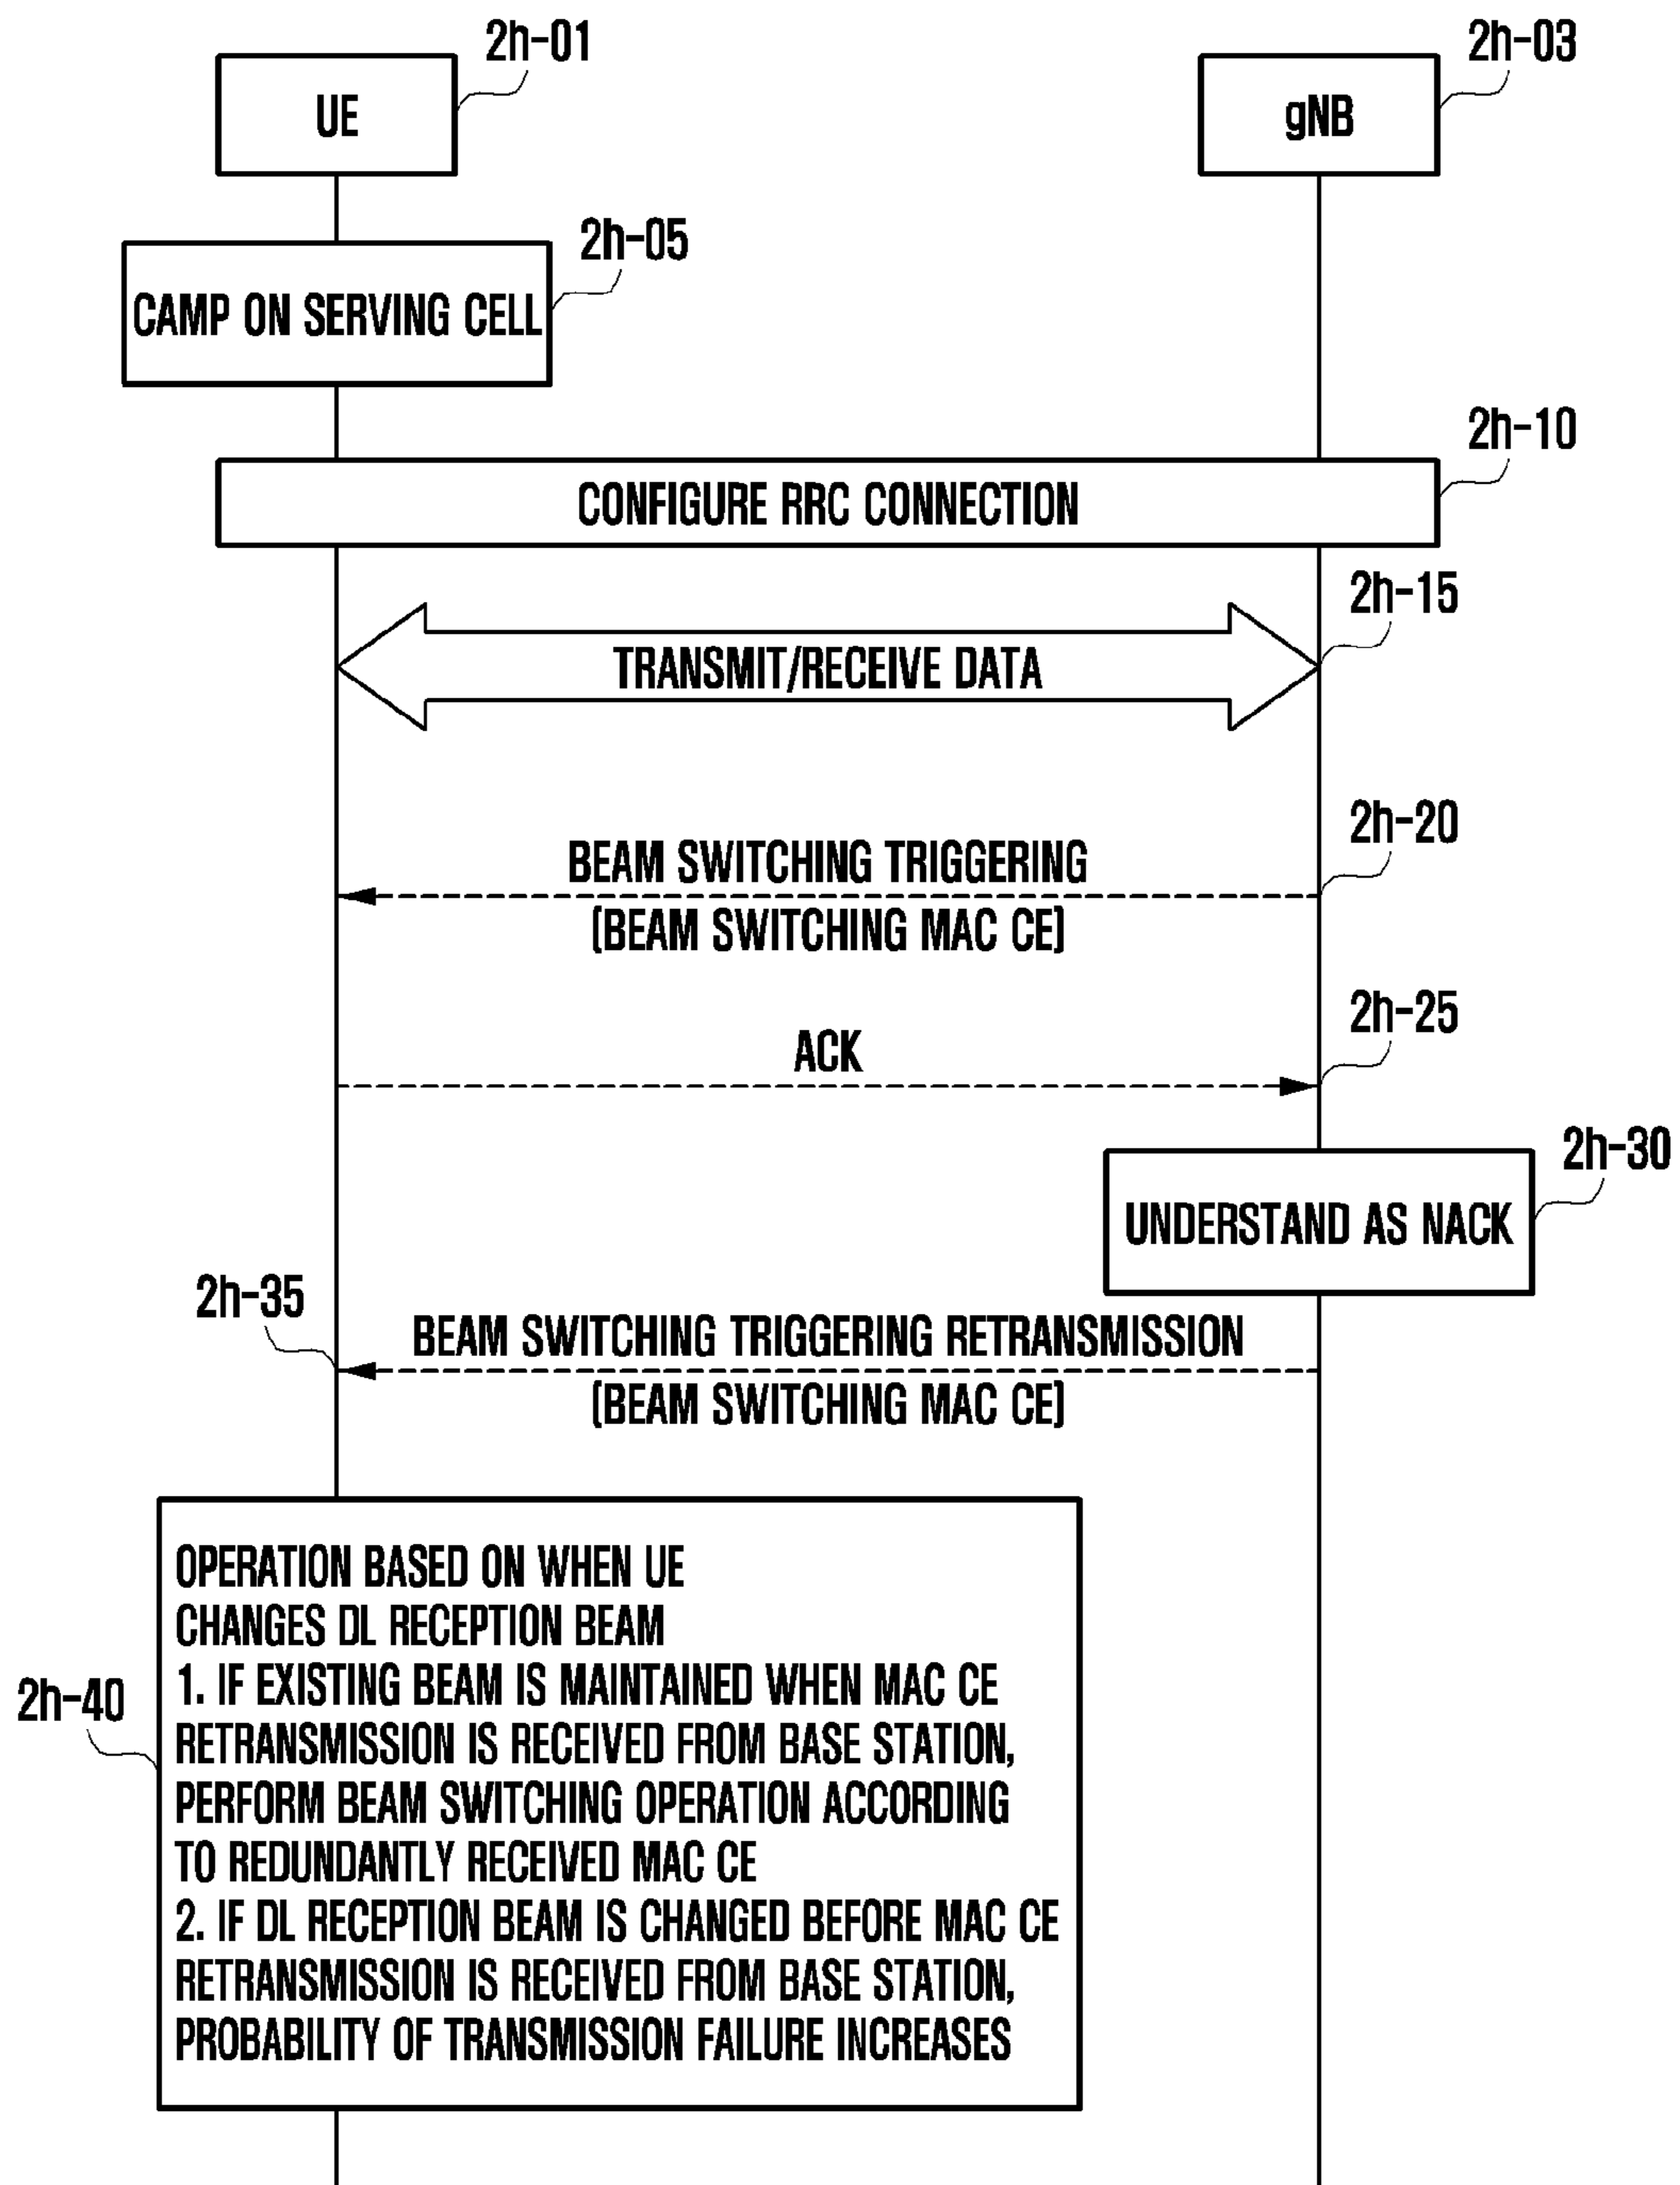 2h-01
2h-03
UE
gNB
2h-05
CAMP ON SERVING CELL
2h-10
CONFIGURE RRC CONNECTION
2h-15
TRANSMIT/RECEIVE DATA
2h-20
BEAM SWITCHING TRIGGERING
(BEAM SWITCHING MAC CE)
2h-25
ACK
2h-30
UNDERSTAND AS NACK
2h-35
BEAM SWITCHING TRIGGERING RETRANSMISSION
(BEAM SWITCHING MAC CE)
2h-40
OPERATION BASED ON WHEN UE
CHANGES DL RECEPTION BEAM
1. IF EXISTING BEAM IS MAINTAINED WHEN MAC CE
RETRANSMISSION IS RECEIVED FROM BASE STATION,
PERFORM BEAM SWITCHING OPERATION ACCORDING
TO REDUNDANTLY RECEIVED MAC CE
2. IF DL RECEPTION BEAM IS CHANGED BEFORE MAC CE
RETRANSMISSION IS RECEIVED FROM BASE STATION,
PROBABILITY OF TRANSMISSION FAILURE INCREASES